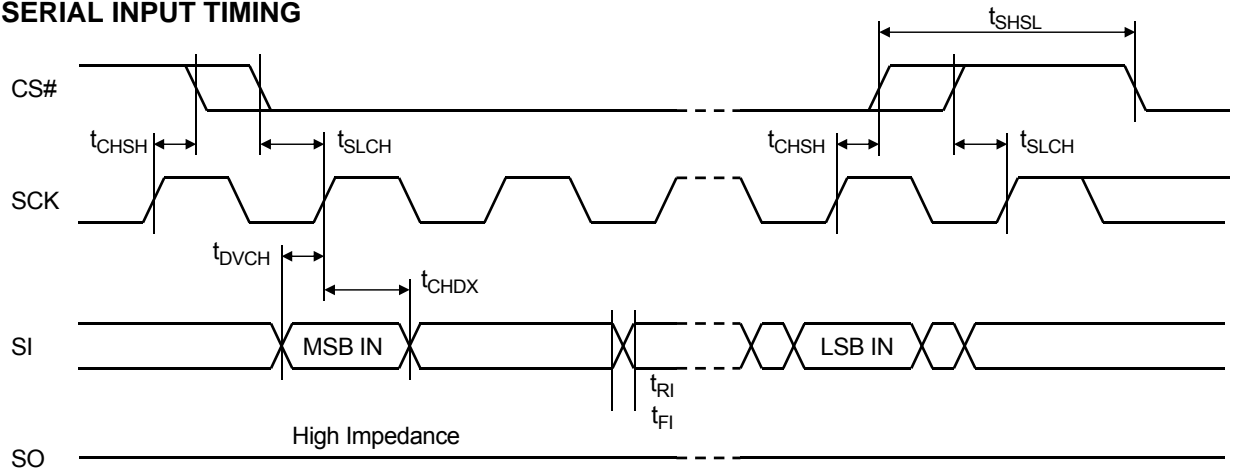 SERIAL INPUT TIMING
tSHSL
CS#
tCHSH
tSLCH
tCHSH
tSLCH
SCK
tDVCH
tCHDX
SI
MSB IN
LSB IN
tRI
tFI
High Impedance
SO